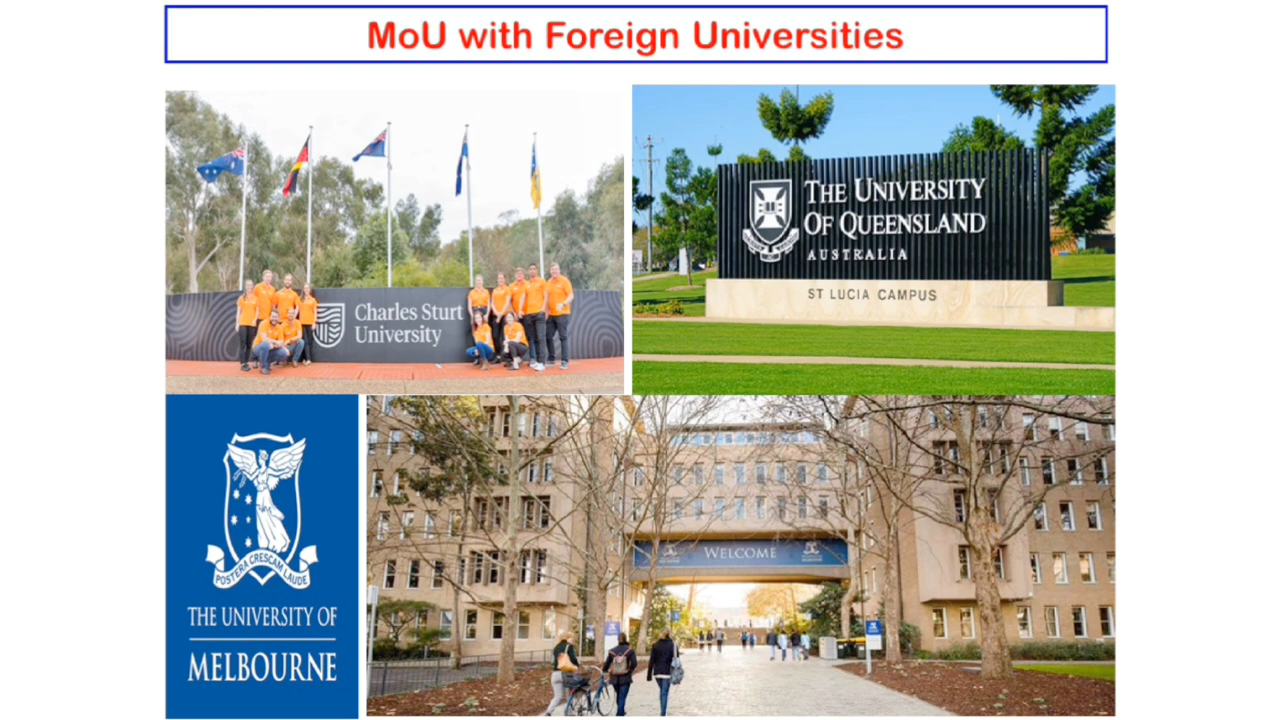 MoU with Foreign Universities
Charles Sturt
University
THE UNIVERSITY
OF QUEENSLAND
AUSTRALIA
ST LUCIA CAMPUS
POSTERA CRESCAM LAUDE
THE UNIVERSITY OF
MELBOURNE
WELCOME